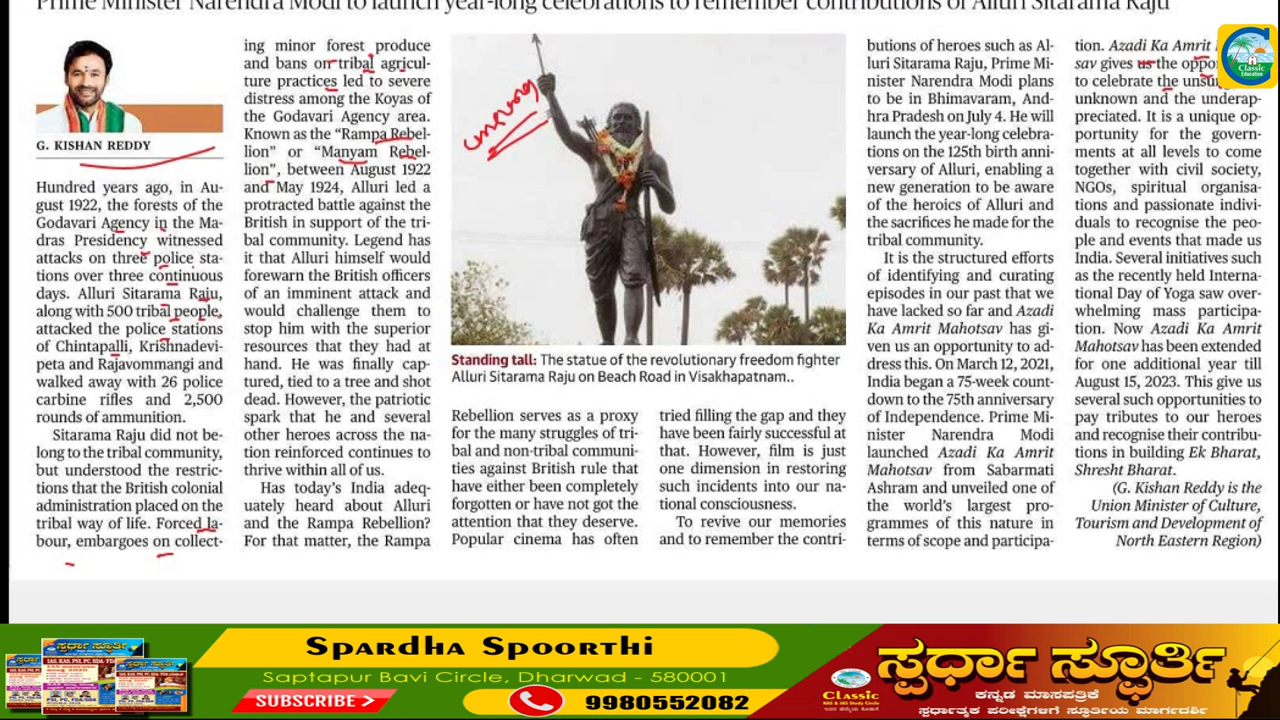 Prime Minister Narendra Modi to launch year-long celebrations to remember contributions of Alluri Sitarama Raju
G. KISHAN REDDY
Hundred years ago, in Au-
gust 1922, the forests of the
Godavari Agency in the Ma-
dras Presidency witnessed
attacks on three police sta-
tions over three continuous
days. Alluri Sitarama Raju,
along with 500 tribal people,
attacked the police stations
of Chintapalli, Krishnadevi-
peta and Rajavommangi and
walked away with 26 police
carbine rifles and 2,500
rounds of ammunition.
Sitarama Raju did not be-
long to the tribal community,
but understood the restric-
tions that the British colonial
administration placed on the
tribal way of life. Forced la-
bour, embargoes on collect-
ing minor forest produce
and bans on tribal agricul-
ture practices led to severe
distress among the Koyas of
the Godavari Agency area.
Known as the “Rampa Rebel-
lion” or “Manyam Rebel-
lion”, between August 1922
and May 1924, Alluri led a
protracted battle against the
British in support of the tri-
bal community. Legend has
it that Alluri himself would
forewarn the British officers
of an imminent attack and
would challenge them to
stop him with the superior
resources that they had at
hand. He was finally cap-
tured, tied to a tree and shot
dead. However, the patriotic
spark that he and several
other heroes across the na-
tion reinforced continues to
thrive within all of us.
Has today's India adeq-
uately heard about Alluri
and the Rampa Rebellion?
For that matter, the Rampa
Standing tall: The statue of the revolutionary freedom fighter
Alluri Sitarama Raju on Beach Road in Visakhapatnam..
Rebellion serves as a proxy
for the many struggles of tri-
bal and non-tribal communi-
ties against British rule that
have either been completely
forgotten or have not got the
attention that they deserve.
Popular cinema has often
tried filling the gap and they
have been fairly successful at
that. However, film is just
one dimension in restoring
such incidents into our na-
tional consciousness.
To revive our memories
and to remember the contri-
butions of heroes such as Al-
luri Sitarama Raju, Prime Mi-
nister Narendra Modi plans
to be in Bhimavaram, And-
hra Pradesh on July 4. He will
launch the year-long celebra-
tions on the 125th birth anni-
versary of Alluri, enabling a
new generation to be aware
of the heroics of Alluri and
the sacrifices he made for the
tribal community.
It is the structured efforts
of identifying and curating
episodes in our past that we
have lacked so far and Azadi
Ka Amrit Mahotsav has gi-
ven us an opportunity to ad-
dress this. On March 12, 2021,
India began a 75-week count-
down to the 75th anniversary
of Independence. Prime Mi-
nister Narendra Modi
launched Azadi Ka Amrit
Mahotsav from Sabarmati
Ashram and unveiled one of
the world's largest pro-
grammes of this nature in
terms of scope and participa-
tion. Azadi Ka Amrit
sav gives us the
to celebrate the
unknown and the underap-
preciated. It is a unique op-
portunity for the govern-
ments at all levels to come
together with civil society,
NGOs, spiritual organisa-
tions and passionate indivi-
duals to recognise the peo-
ple and events that made us
India. Several initiatives such
as the recently held Interna-
tional Day of Yoga saw over-
whelming mass participa-
tion. Now Azadi Ka Amrit
Mahotsav has been extended
for one additional year till
August 15, 2023. This give us
several such opportunities to
pay tributes to our heroes
and recognise their contribu-
tions in building Ek Bharat,
Shresht Bharat.
(G. Kishan Reddy is the
Union Minister of Culture,
Tourism and Development of
North Eastern Region)
Classic
Education
Spardha Spoorthi
Saptapur Bavi Circle, Dharwad - 580001
SUBSCRIBE
9980552082
ಸ್ಪರ್ಧಾ ಸ್ಫೂರ್ತಿ
ಕನ್ನಡ ಮಾಸಪತ್ರಿಕೆ
ಸ್ಪರ್ಧಾತ್ಮಕ ಪರೀಕ್ಷೆಗಳಿಗೆ ಸ್ಫೂರ್ತಿಯ ಮಾರ್ಗದರ್ಶಿ
Classic
KAS & IAS Study Circle